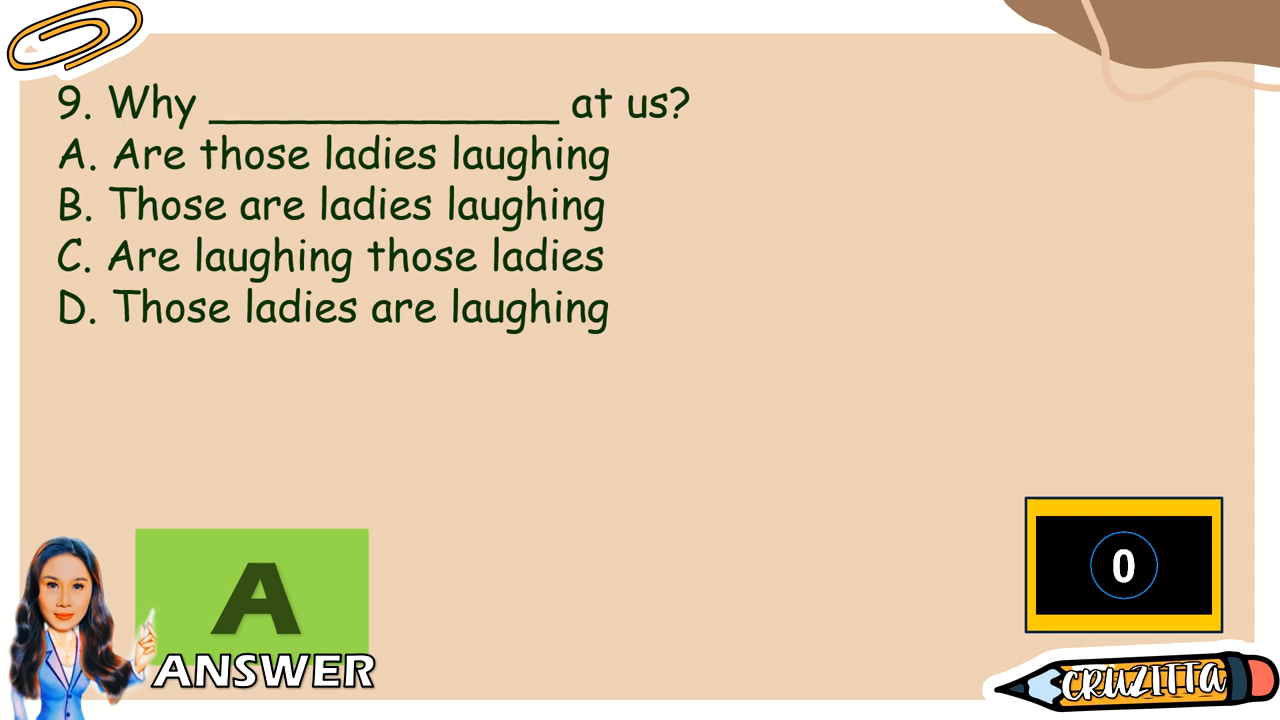 9. Why _____________ at us?
A. Are those ladies laughing
B. Those are ladies laughing
C. Are laughing those ladies
D. Those ladies are laughing
A
ANSWER
0
CRUZITTA